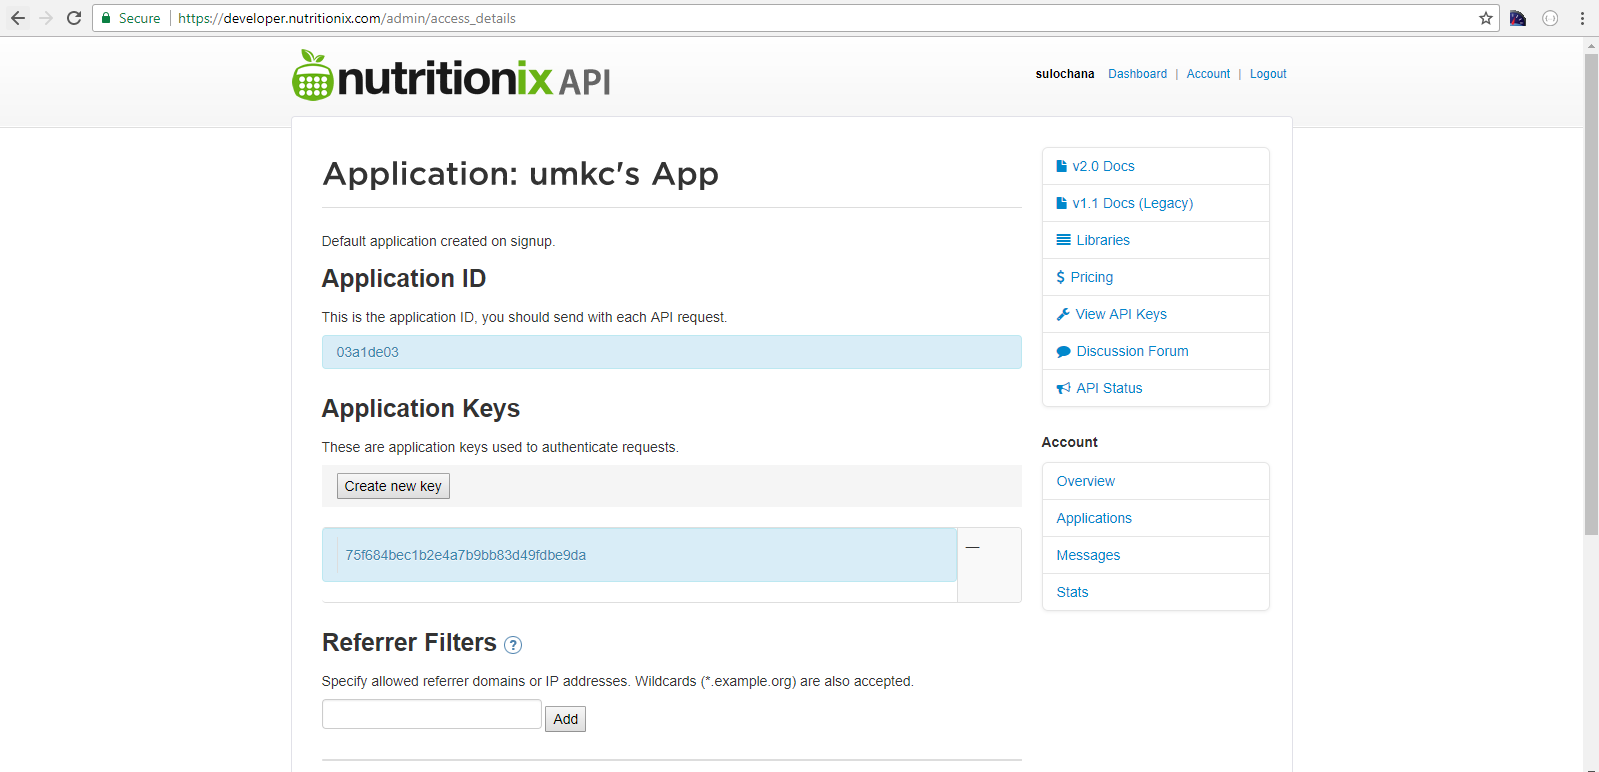 Secure https://developer.nutritionix.com/admin/access_details
nutritionix API
sulochana Dashboard | Account | Logout
Application: umkc's App
Default application created on signup.
Application ID
This is the application ID, you should send with each API request.
03a1de03
Application Keys
These are application keys used to authenticate requests.
Create new key
75f684bec1b2e4a7b9bb83d49fdbe9da
—
Referrer Filters ?
Specify allowed referrer domains or IP addresses. Wildcards (*.example.org) are also accepted.
Add
v2.0 Docs
v1.1 Docs (Legacy)
Libraries
$ Pricing
View API Keys
Discussion Forum
API Status
Account
Overview
Applications
Messages
Stats